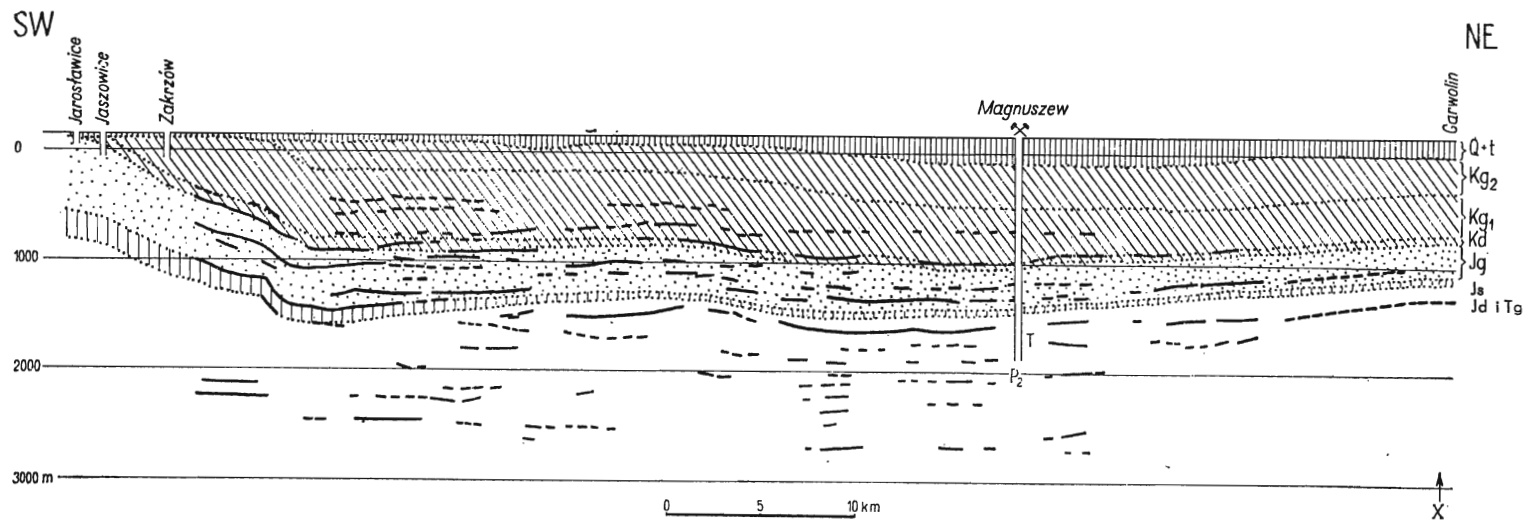 SW
NE
Jarosławice
Jaszowice
Zakrzów
Magnuszew
Garwolin
0
Q+t
Kg2
Kg1
Kd
1000
Jg
Js
Jd i Tg
T
2000
P2
3000 m
0 5 10 km
X